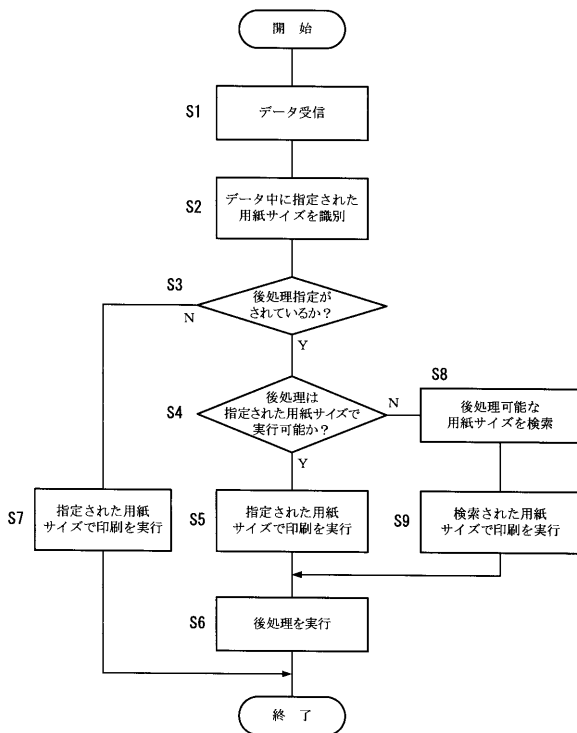 開 始
S1
データ受信
S2
データ中に指定された
用紙サイズを識別
S3
後処理指定が
されているか？
N
Y
S4
後処理は
指定された用紙サイズで
実行可能か？
N
Y
S8
後処理可能な
用紙サイズを検索
S7
指定された用紙
サイズで印刷を実行
S5
指定された用紙
サイズで印刷を実行
S9
検索された用紙
サイズで印刷を実行
S6
後処理を実行
終 了